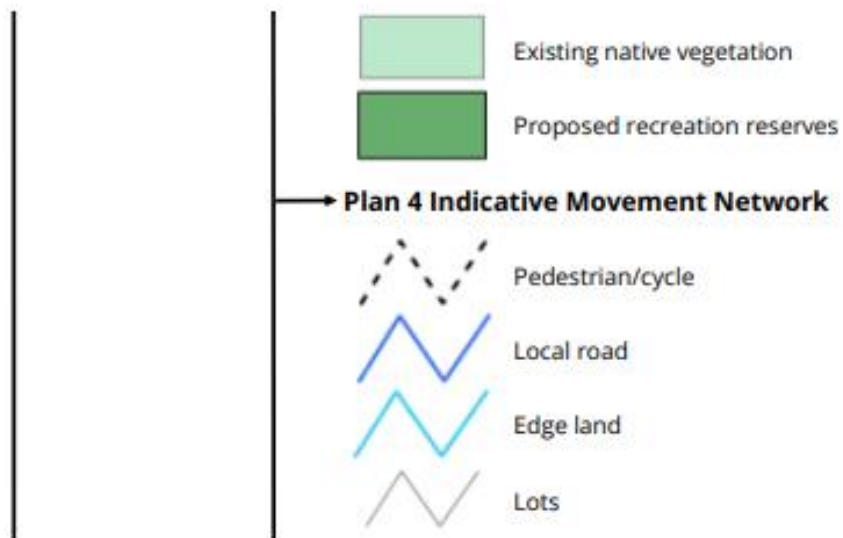 Existing native vegetation
Proposed recreation reserves
Plan 4 Indicative Movement Network
Pedestrian/cycle
Local road
Edge land
Lots